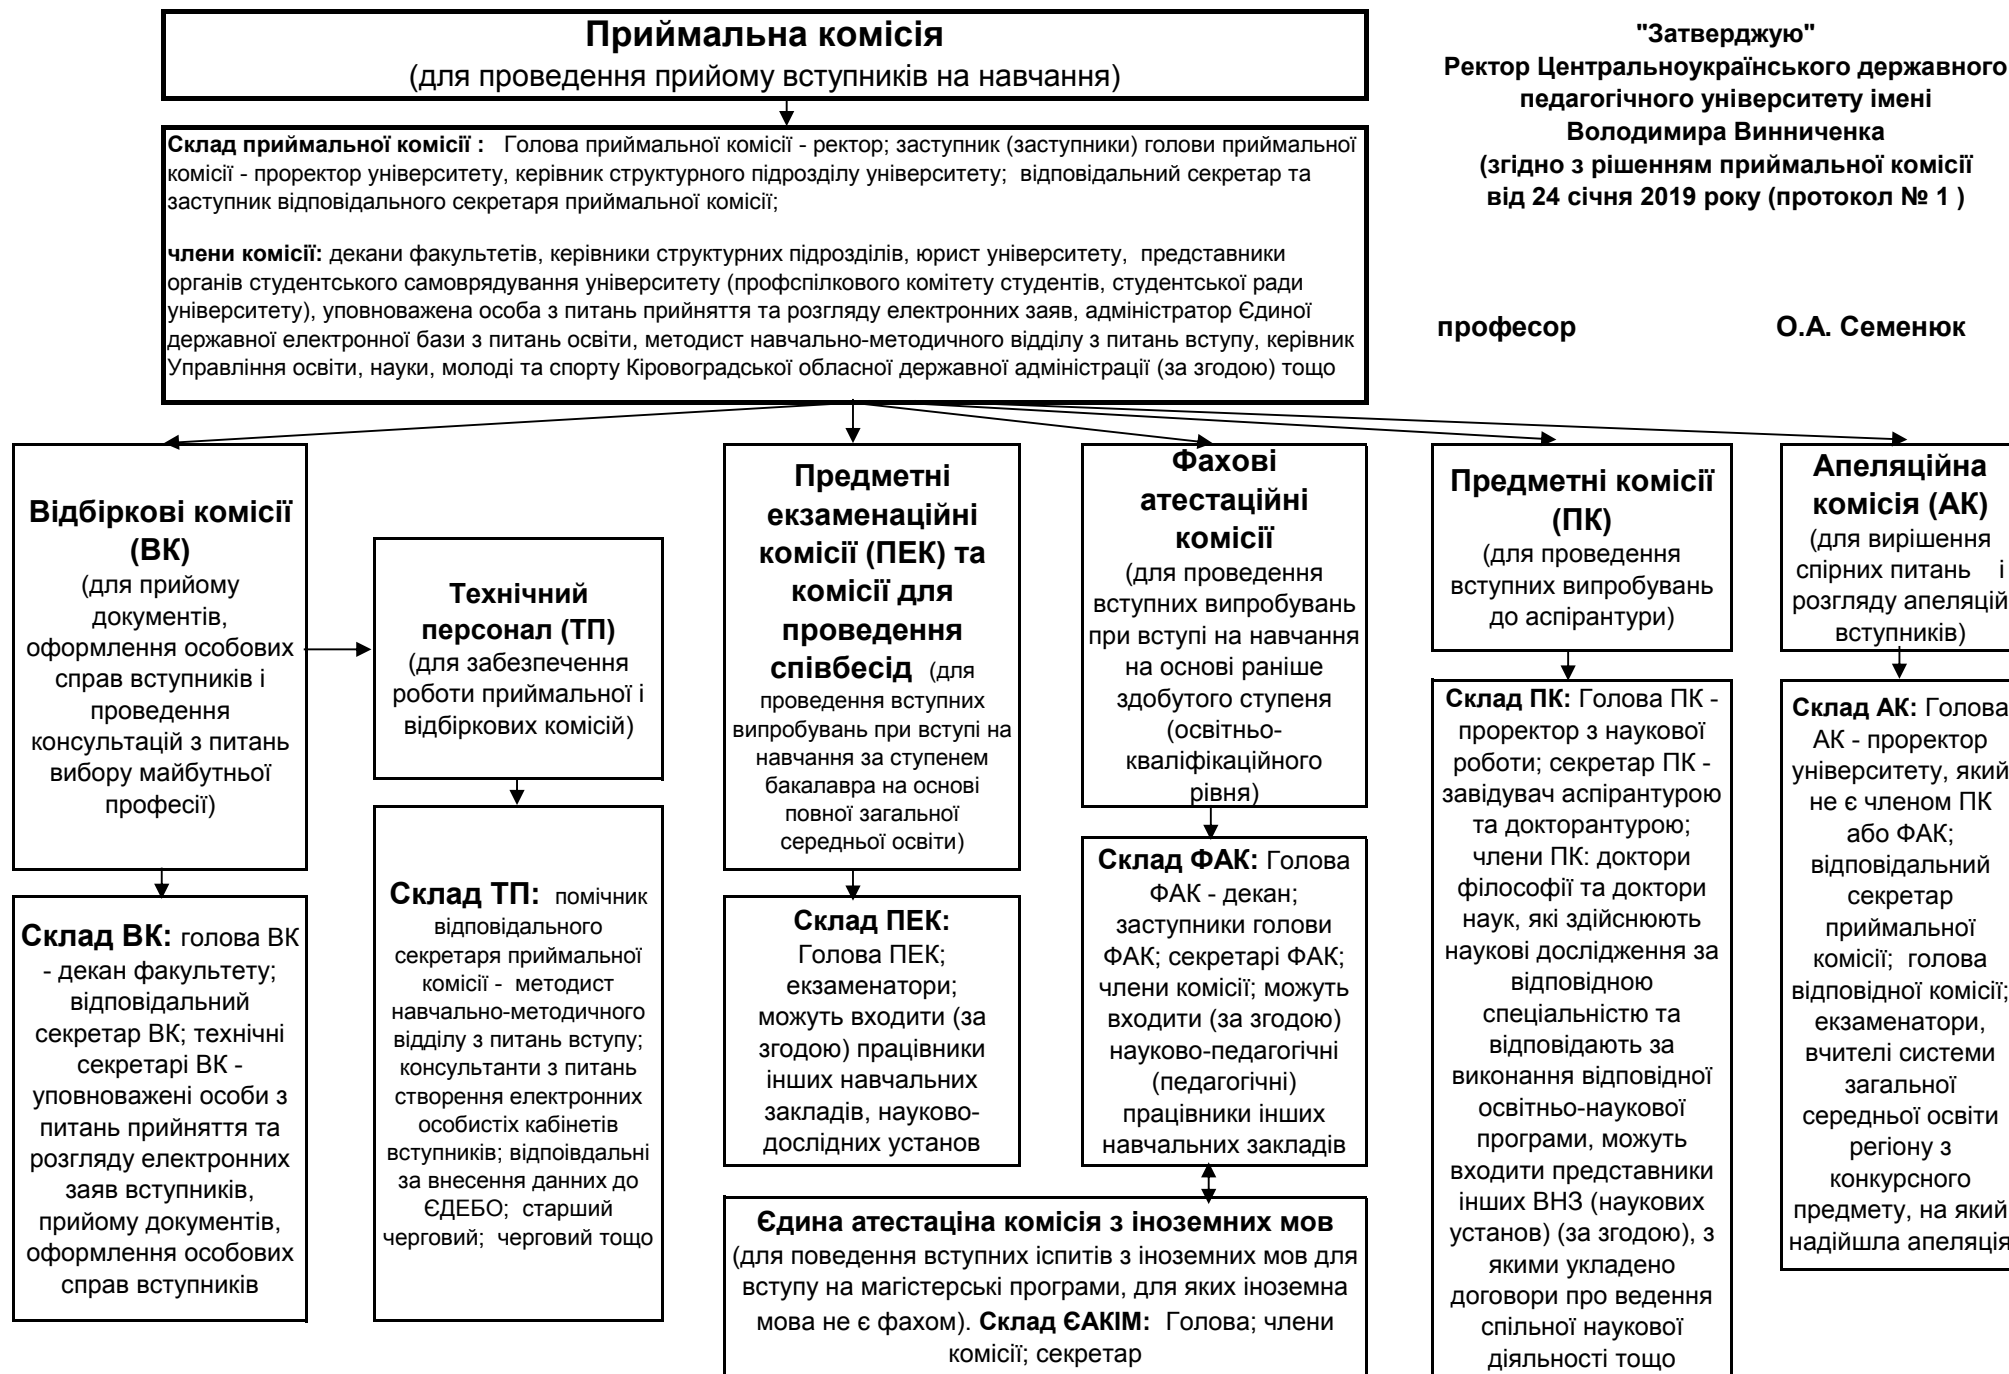 Приймальна комісія
(для проведення прийому вступників на навчання)
"Затверджую"
Ректор Центральноукраїнського державного
педагогічного університету імені
Володимира Винниченка
(згідно з рішенням приймальної комісії
від 24 січня 2019 року (протокол № 1 )
професор О.А. Семенюк
Склад приймальної комісії : Голова приймальної комісії - ректор; заступник (заступники) голови приймальної
комісії - проректор університету, керівник структурного підрозділу університету; відповідальний секретар та
заступник відповідального секретаря приймальної комісії;
члени комісії: декани факультетів, керівники структурних підрозділів, юрист університету, представники
органів студентського самоврядування університету (профспілкового комітету студентів, студентської ради
університету), уповноважена особа з питань прийняття та розгляду електронних заяв, адміністратор Єдиної
державної електронної бази з питань освіти, методист навчально-методичного відділу з питань вступу, керівник
Управління освіти, науки, молоді та спорту Кіровоградської обласної державної адміністрації (за згодою) тощо
Відбіркові комісії
(ВК)
(для прийому
документів,
оформлення особових
справ вступників і
проведення
консультацій з питань
вибору майбутньої
професії)
Склад ВК: голова ВК
- декан факультету;
відповідальний
секретар ВК; технічні
секретарі ВК -
уповноважені особи з
питань прийняття та
розгляду електронних
заяв вступників,
прийому документів,
оформлення особових
справ вступників
Технічний
персонал (ТП)
(для забезпечення
роботи приймальної і
відбіркових комісій)
Склад ТП: помічник
відповідального
секретаря приймальної
комісії - методист
навчально-методичного
відділу з питань вступу;
консультанти з питань
створення електронних
особистіх кабінетів
вступників; відпоівдальні
за внесення данних до
ЄДЕБО; старший
черговий; черговий тощо
Предметні
екзаменаційні
комісії (ПЕК) та
комісії для
проведення
співбесід (для
проведення вступних
випробувань при вступі на
навчання за ступенем
бакалавра на основі
повної загальної
середньої освіти)
Склад ПЕК:
Голова ПЕК;
екзаменатори;
можуть входити (за
згодою) працівники
інших навчальних
закладів, науково-
дослідних установ
Фахові
атестаційні
комісії
(для проведення
вступних випробувань
при вступі на навчання
на основі раніше
здобутого ступеня
(освітньо-
кваліфікаційного
рівня)
Склад ФАК: Голова
ФАК - декан;
заступники голови
ФАК; секретарі ФАК;
члени комісії; можуть
входити (за згодою)
науково-педагогічні
(педагогічні)
працівники інших
навчальних закладів
Єдина атестаціна комісія з іноземних мов
(для поведення вступних іспитів з іноземних мов для
вступу на магістерські програми, для яких іноземна
мова не є фахом). Склад ЄАКІМ: Голова; члени
комісії; секретар
Предметні комісії
(ПК)
(для проведення
вступних випробувань
до аспірантури)
Склад ПК: Голова ПК -
проректор з наукової
роботи; секретар ПК -
завідувач аспірантурою
та докторантурою;
члени ПК: доктори
філософії та доктори
наук, які здійснюють
наукові дослідження за
відповідною
спеціальністю та
відповідають за
виконання відповідної
освітньо-наукової
програми, можуть
входити представники
інших ВНЗ (наукових
установ) (за згодою), з
якими укладено
договори про ведення
спільної наукової
діяльності тощо
Апеляційна
комісія (АК)
(для вирішення
спірних питань і
розгляду апеляцій
вступників)
Склад АК: Голова
АК - проректор
університету, який
не є членом ПК
або ФАК;
відповідальний
секретар
приймальної
комісії; голова
відповідної комісії;
екзаменатори,
вчителі системи
загальної
середньої освіти
регіону з
конкурсного
предмету, на який
надійшла апеляція